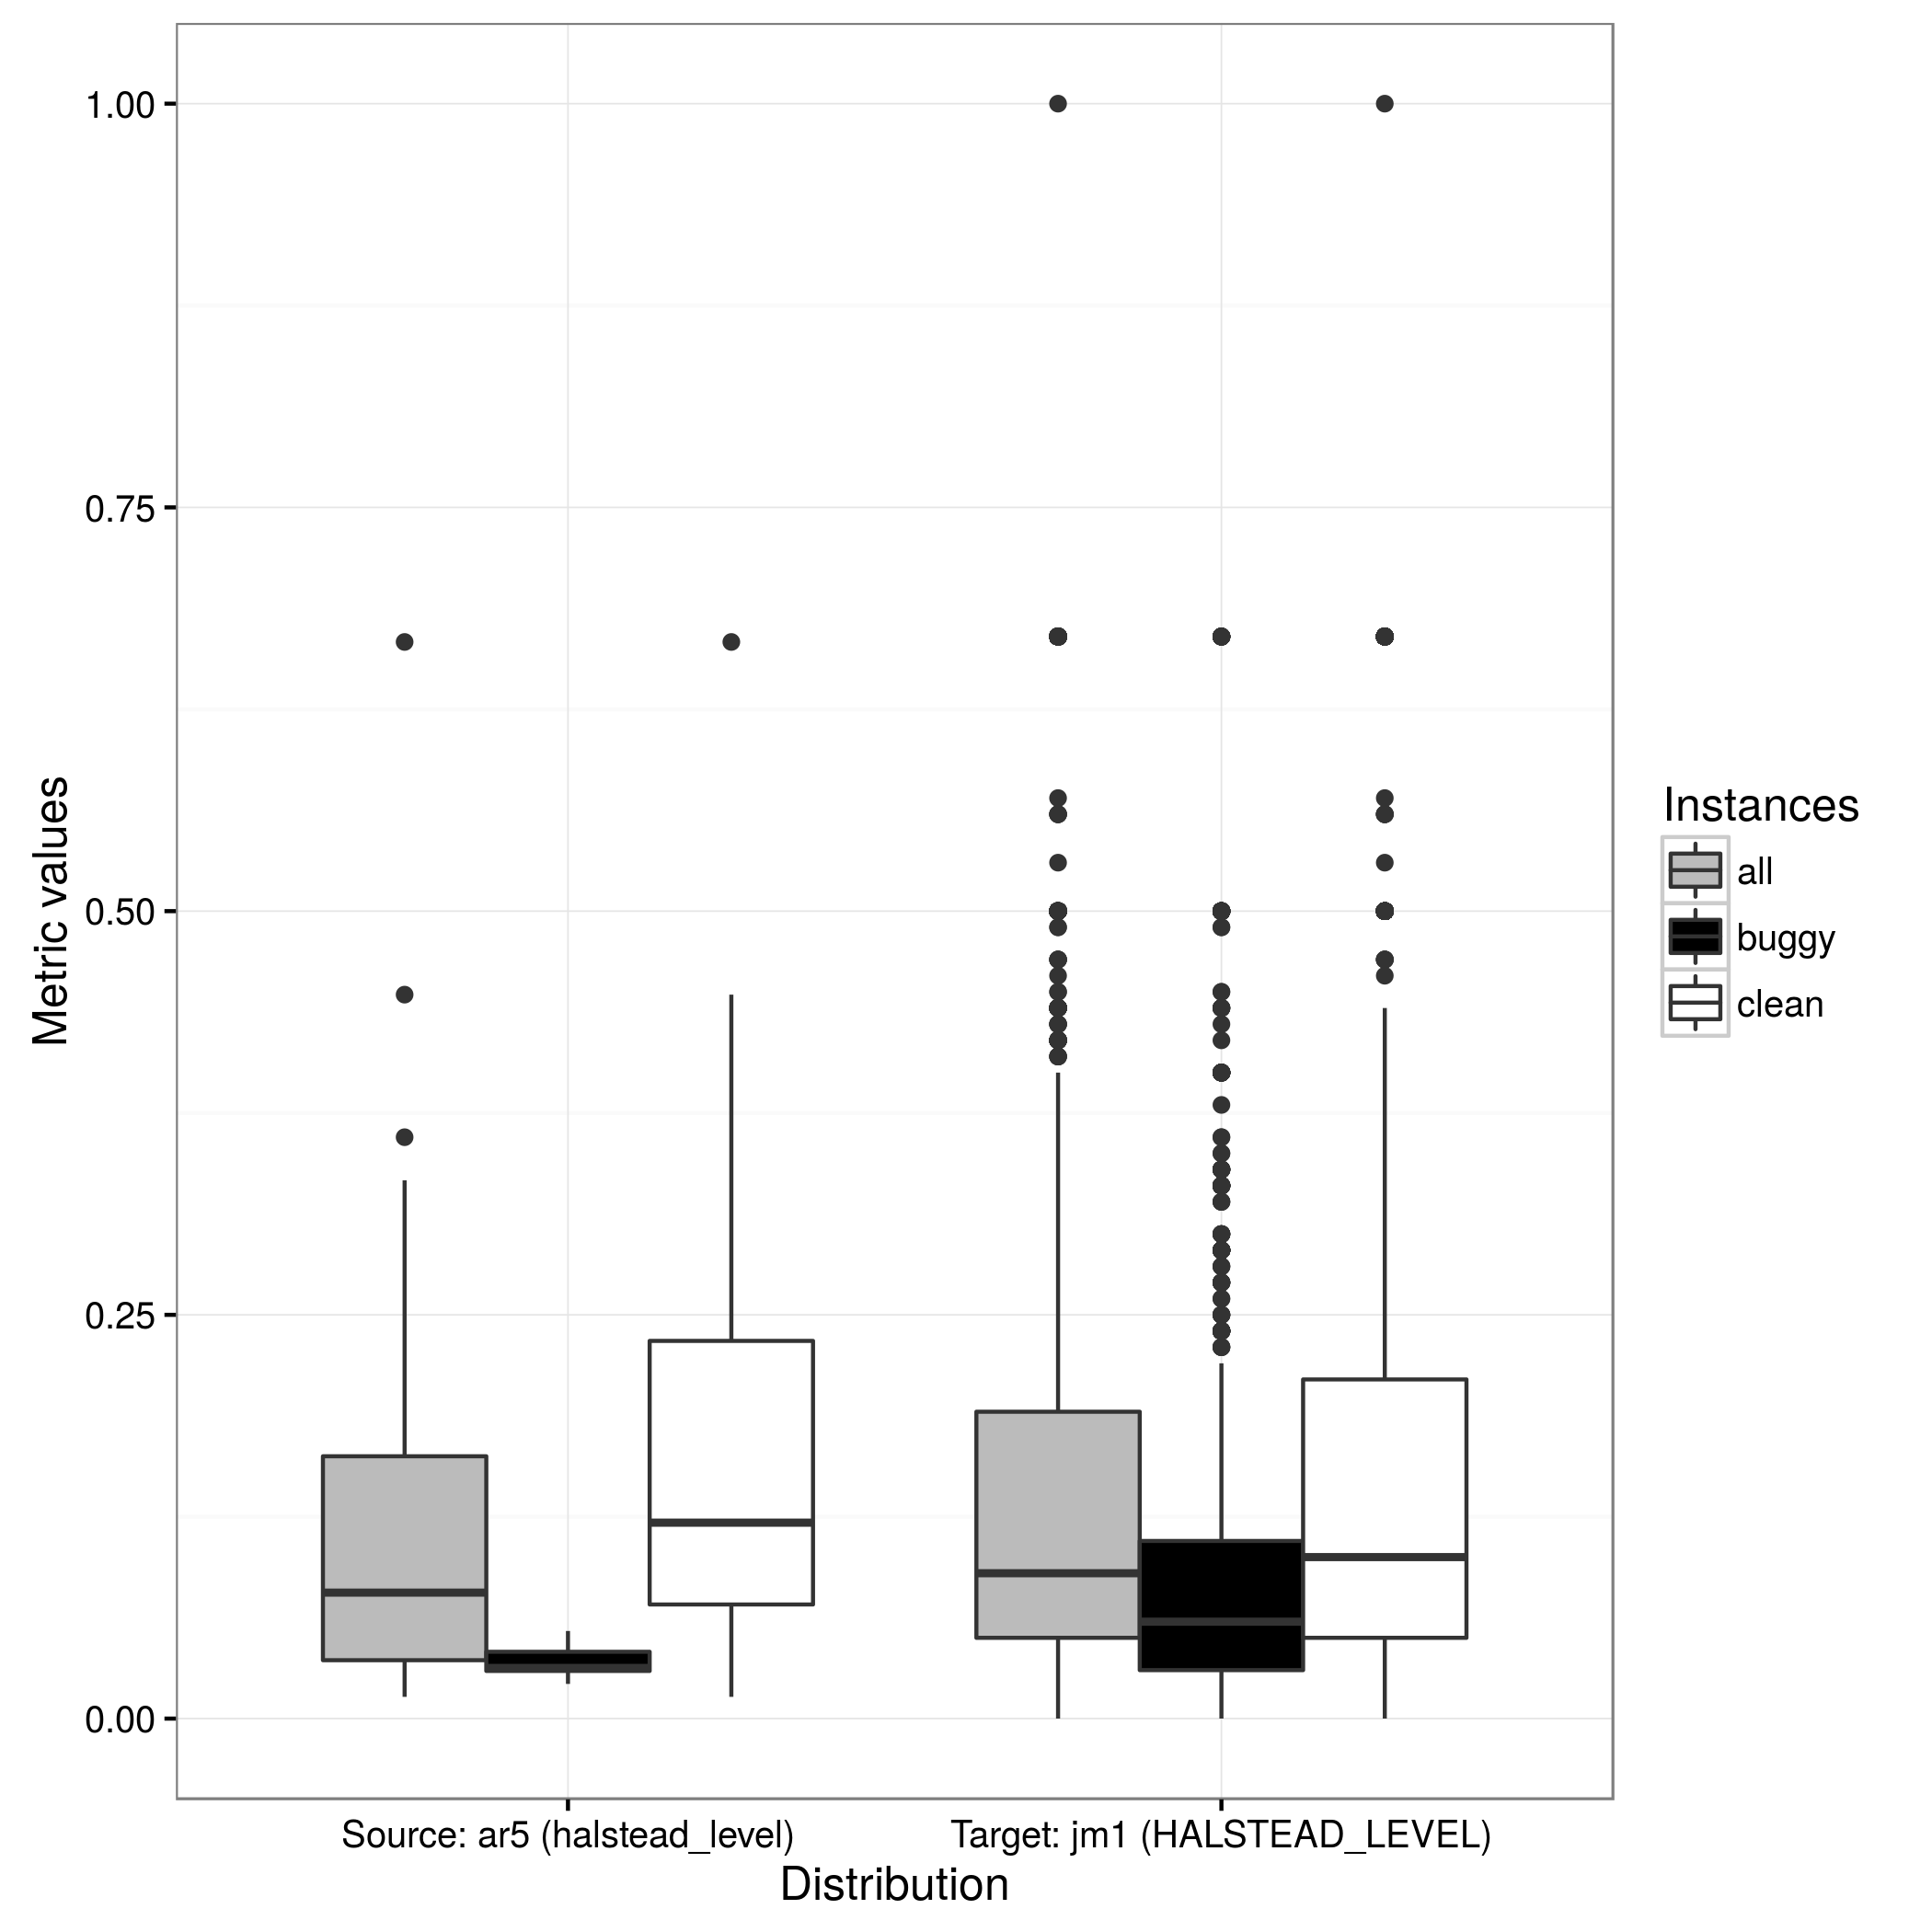 1.00
0.75
0.50
0.25
0.00
Metric values
Source: ar5 (halstead_level)
Target: jm1 (HALSTEAD_LEVEL)
Distribution
Instances
all
buggy
clean